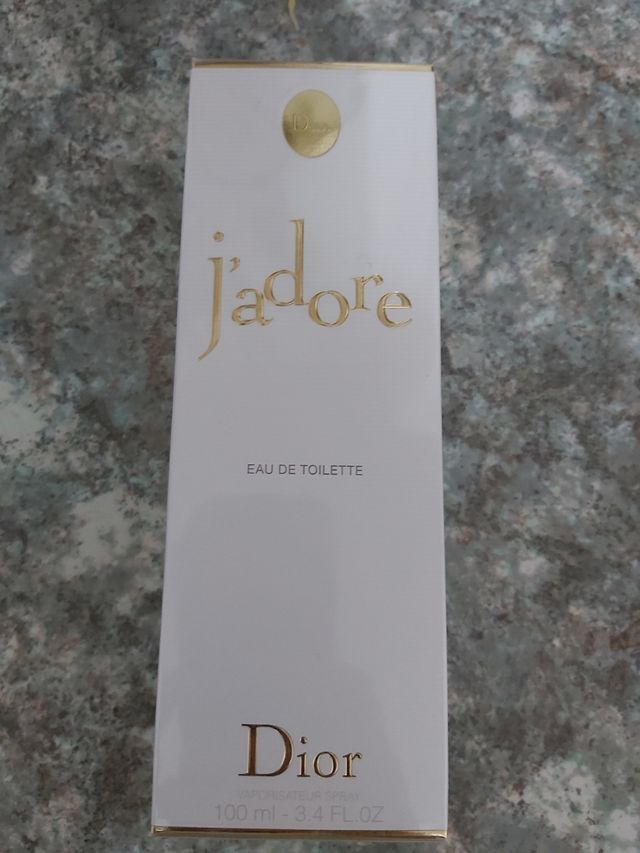 Dior
j'adore
EAU DE TOILETTE
Dior
VAPORISATEUR SPRAY
100 ml - 3.4 FL.OZ